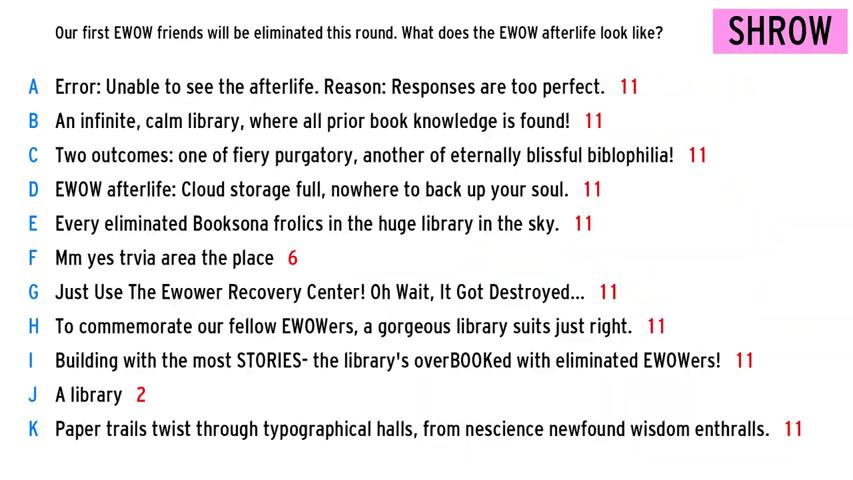 Our first EWOW friends will be eliminated this round. What does the EWOW afterlife look like?
SHROW
A Error: Unable to see the afterlife. Reason: Responses are too perfect. 11
B An infinite, calm library, where all prior book knowledge is found! 11
C Two outcomes: one of fiery purgatory, another of eternally blissful biblophilia! 11
D EWOW afterlife: Cloud storage full, nowhere to back up your soul. 11
E Every eliminated Booksona frolics in the huge library in the sky. 11
F Mm yes trvia area the place 6
G Just Use The Ewower Recovery Center! Oh Wait, It Got Destroyed... 11
H To commemorate our fellow EWOWers, a gorgeous library suits just right. 11
I Building with the most STORIES- the library's overBOOKed with eliminated EWOWers! 11
J A library 2
K Paper trails twist through typographical halls, from nescience newfound wisdom enthralls. 11